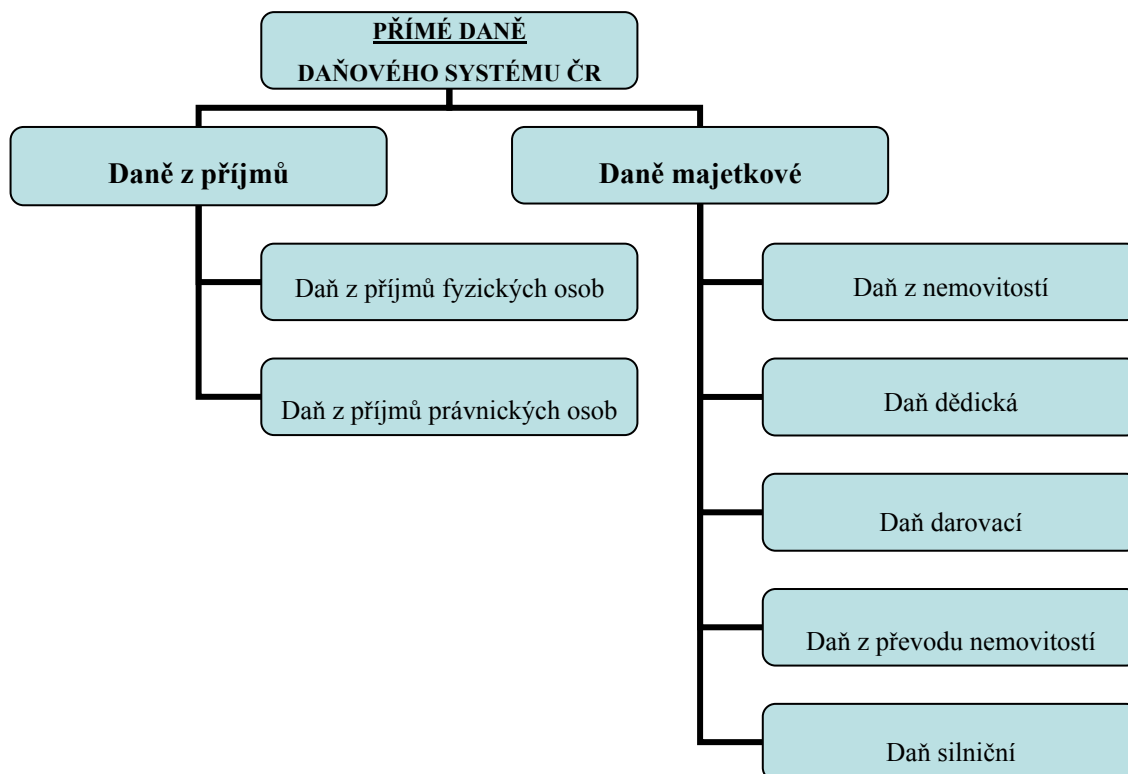 PŘÍMÉ DANĚ
DAŇOVÉHO SYSTÉMU ČR
Daně z příjmů
Daně majetkové
Daň z příjmů fyzických osob
Daň z příjmů právnických osob
Daň z nemovitostí
Daň dědická
Daň darovací
Daň z převodu nemovitostí
Daň silniční